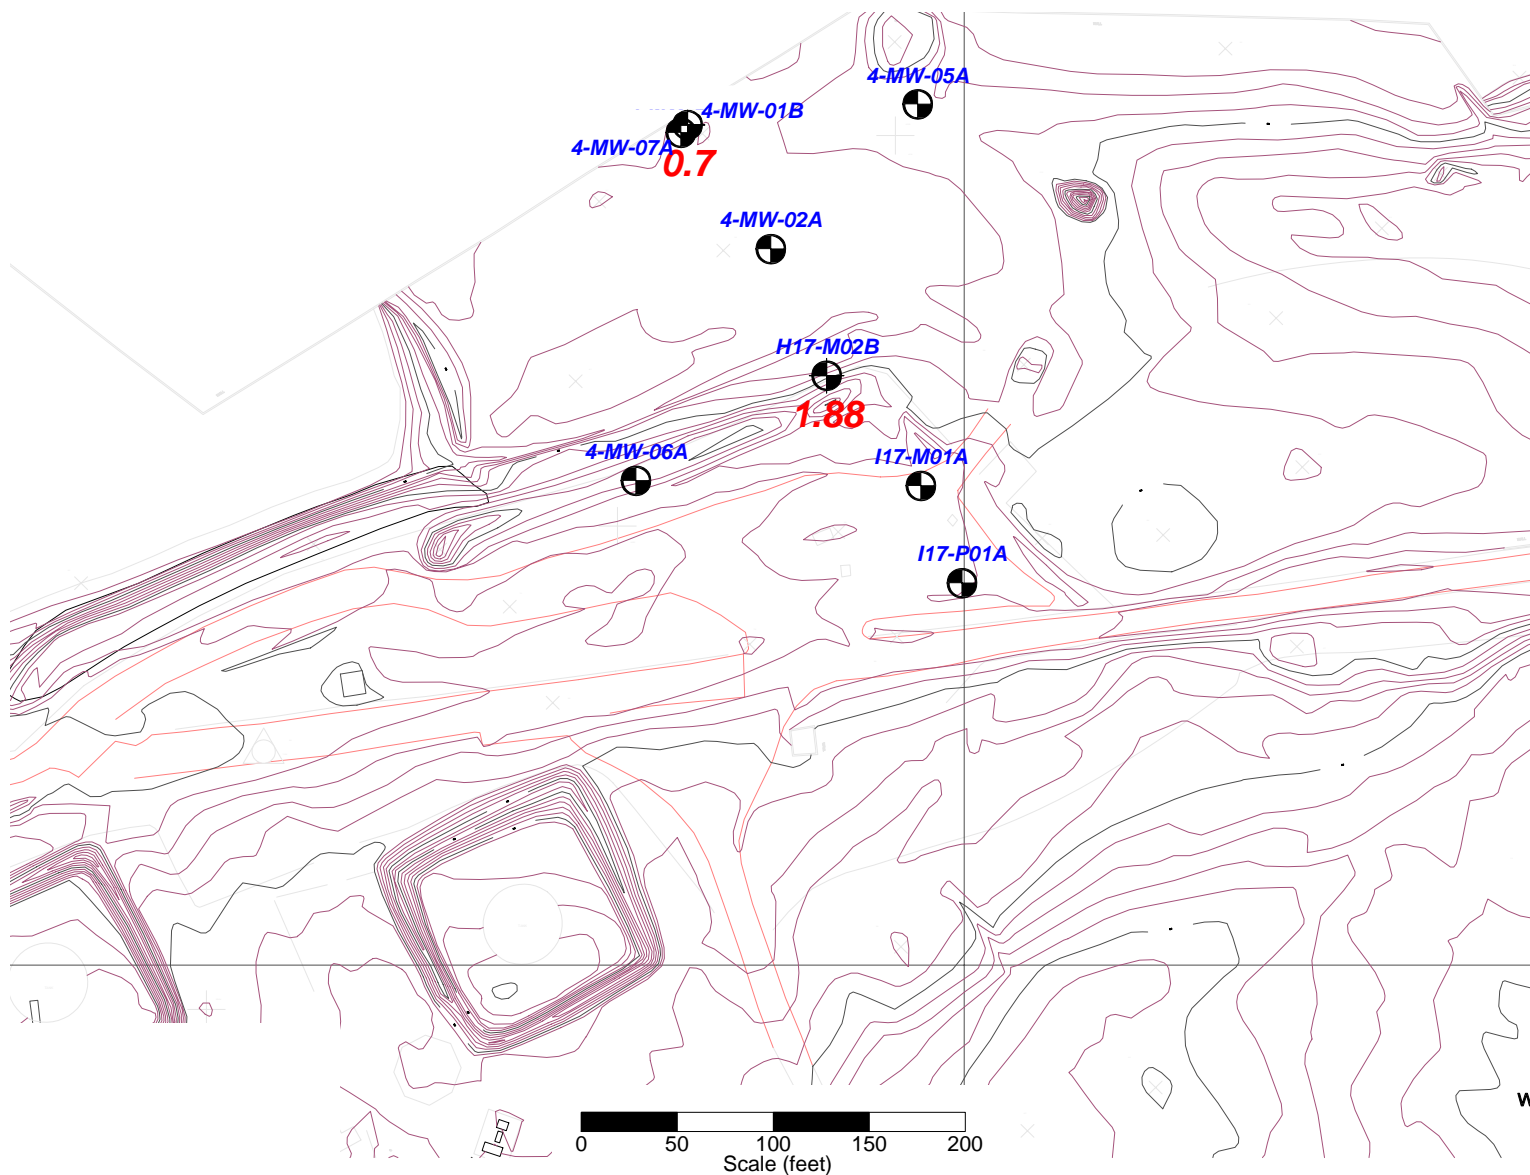 4-MW-05A
4-MW-01B
4-MW-07A
0.7
4-MW-02A
H17-M02B
1.88
4-MW-06A
I17-M01A
I17-P01A
W
0 50 100 150 200
Scale (feet)